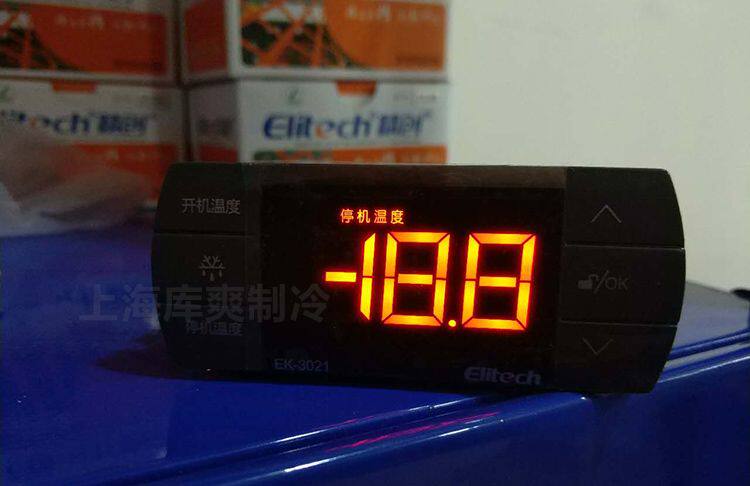 Elitech 精创
开机温度
停机温度
-18.8
/OK
上海库爽制冷
停机温度
EK-3021
Elitech